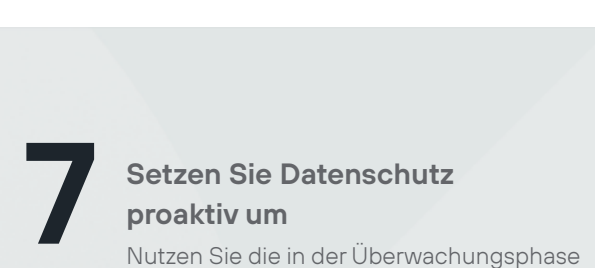 7
Setzen Sie Datenschutz
proaktiv um
Nutzen Sie die in der Überwachungsphase